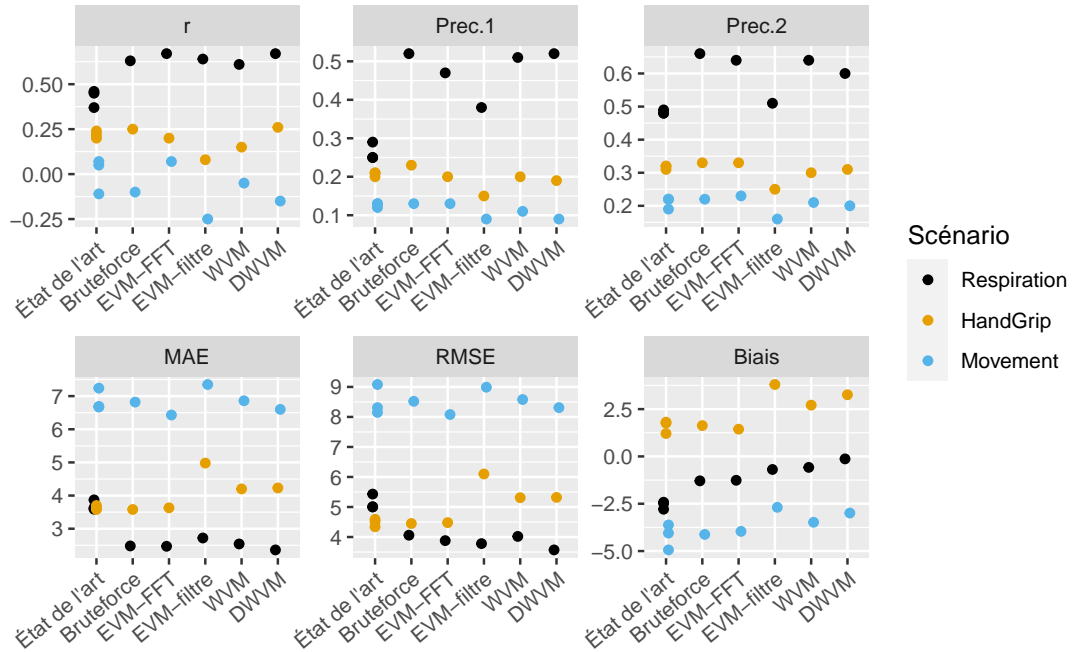 r
Prec.1
Prec.2
0.50
0.25
0.00
−0.25
0.5
0.4
0.3
0.2
0.1
0.6
0.5
0.4
0.3
0.2
État de l'art
Bruteforce
EVM−FFT
EVM−filtre
WVM
DWVM
État de l'art
Bruteforce
EVM−FFT
EVM−filtre
WVM
DWVM
État de l'art
Bruteforce
EVM−FFT
EVM−filtre
WVM
DWVM
MAE
RMSE
Biais
7
6
5
4
3
9
8
7
6
5
4
2.5
0.0
−2.5
−5.0
État de l'art
Bruteforce
EVM−FFT
EVM−filtre
WVM
DWVM
État de l'art
Bruteforce
EVM−FFT
EVM−filtre
WVM
DWVM
État de l'art
Bruteforce
EVM−FFT
EVM−filtre
WVM
DWVM
Scénario
Respiration
HandGrip
Movement